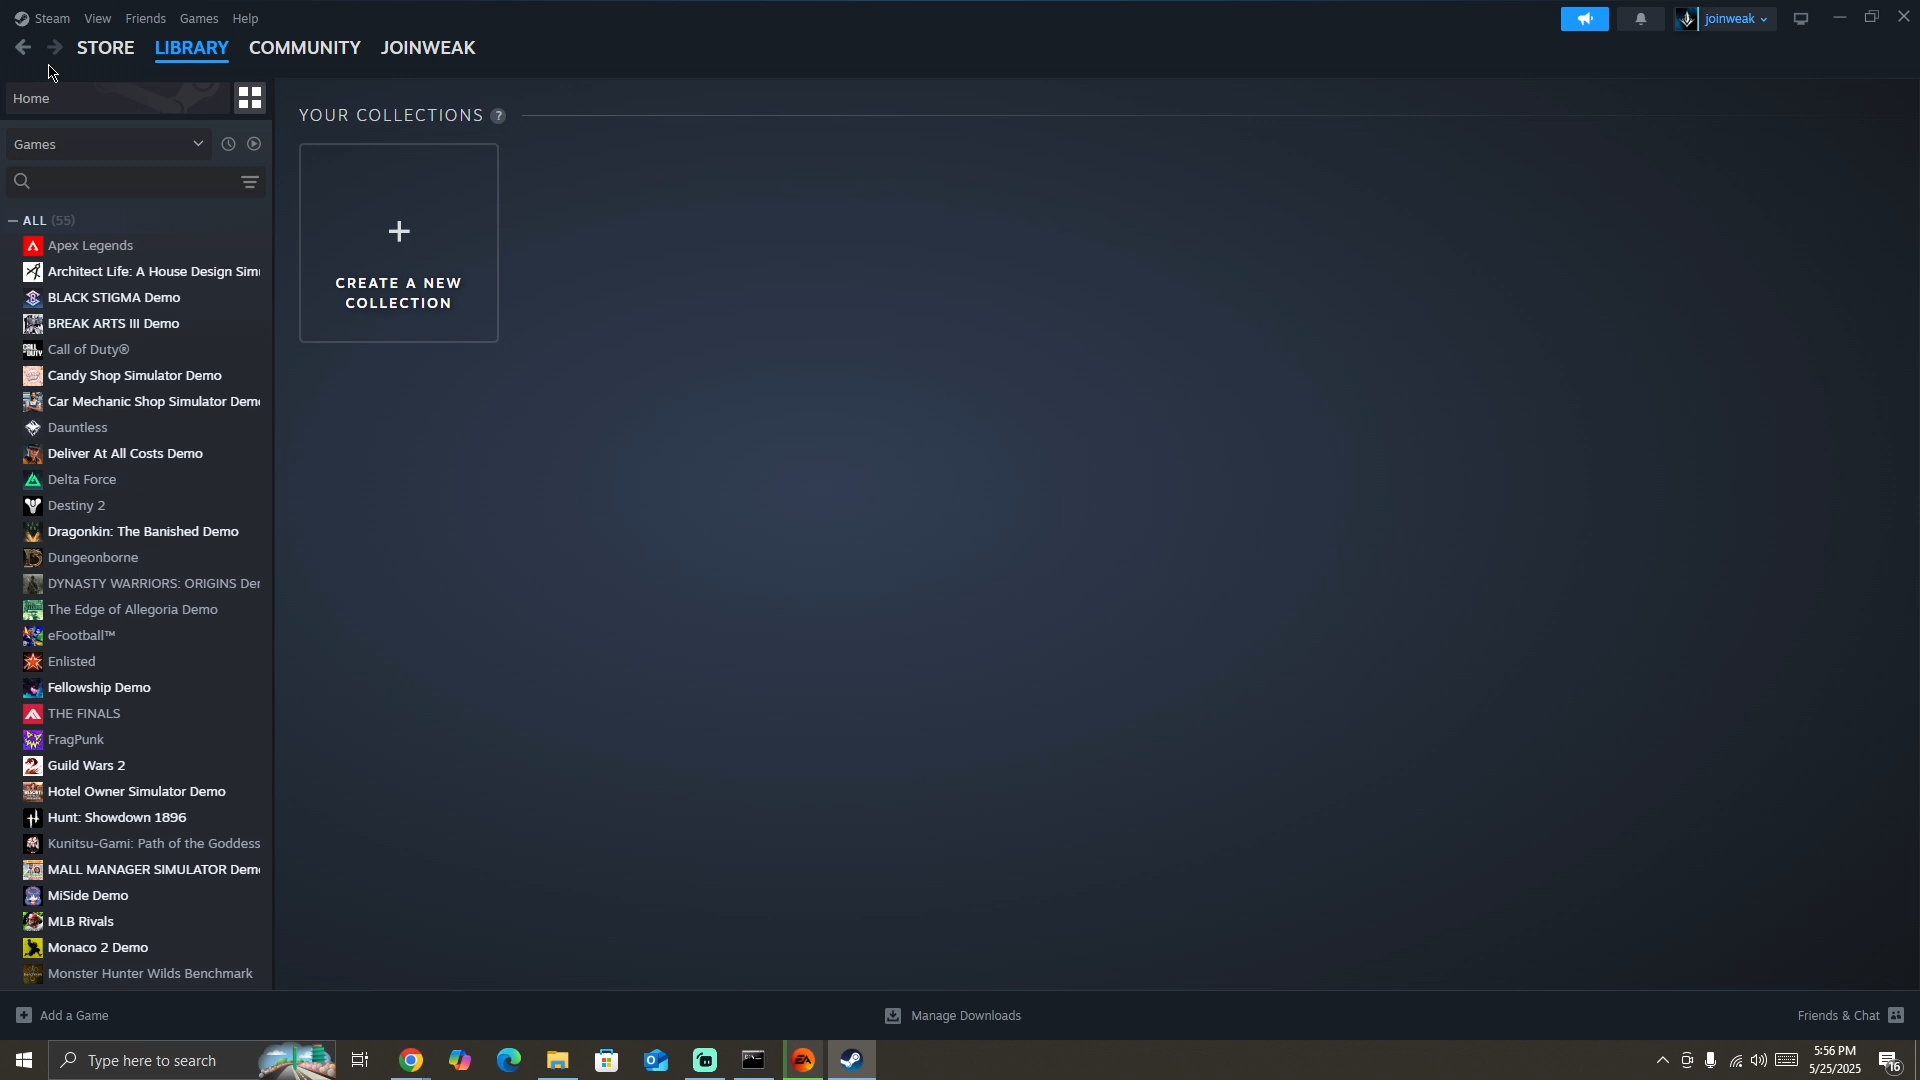 Steam View Friends Games Help
joinweak
STORE LIBRARY COMMUNITY JOINWEAK
Home
YOUR COLLECTIONS ?
Games
CREATE A NEW
COLLECTION
ALL (55)
Apex Legends
Architect Life: A House Design Sim
BLACK STIGMA Demo
BREAK ARTS III Demo
Call of Duty®
Candy Shop Simulator Demo
Car Mechanic Shop Simulator Dem
Dauntless
Deliver At All Costs Demo
Delta Force
Destiny 2
Dragonkin: The Banished Demo
Dungeonborne
DYNASTY WARRIORS: ORIGINS De
The Edge of Allegoria Demo
eFootball™
Enlisted
Fellowship Demo
THE FINALS
FragPunk
Guild Wars 2
Hotel Owner Simulator Demo
Hunt: Showdown 1896
Kunitsu-Gami: Path of the Goddess
MALL MANAGER SIMULATOR Dem
MiSide Demo
MLB Rivals
Monaco 2 Demo
Monster Hunter Wilds Benchmark
Add a Game
Manage Downloads
Friends & Chat
Type here to search
EA
5:56 PM
5/25/2025
16